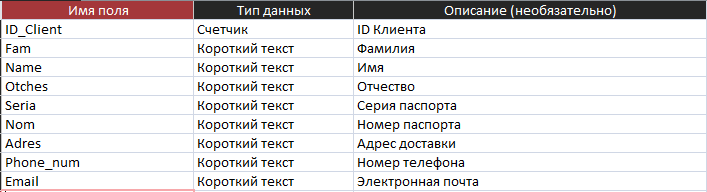 Имя поля Тип данных Описание (необязательно)
ID_Client Счетчик ID Клиента
Fam Короткий текст Фамилия
Name Короткий текст Имя
Otches Короткий текст Отчество
Seria Короткий текст Серия паспорта
Nom Короткий текст Номер паспорта
Adres Короткий текст Адрес доставки
Phone_num Короткий текст Номер телефона
Email Короткий текст Электронная почта